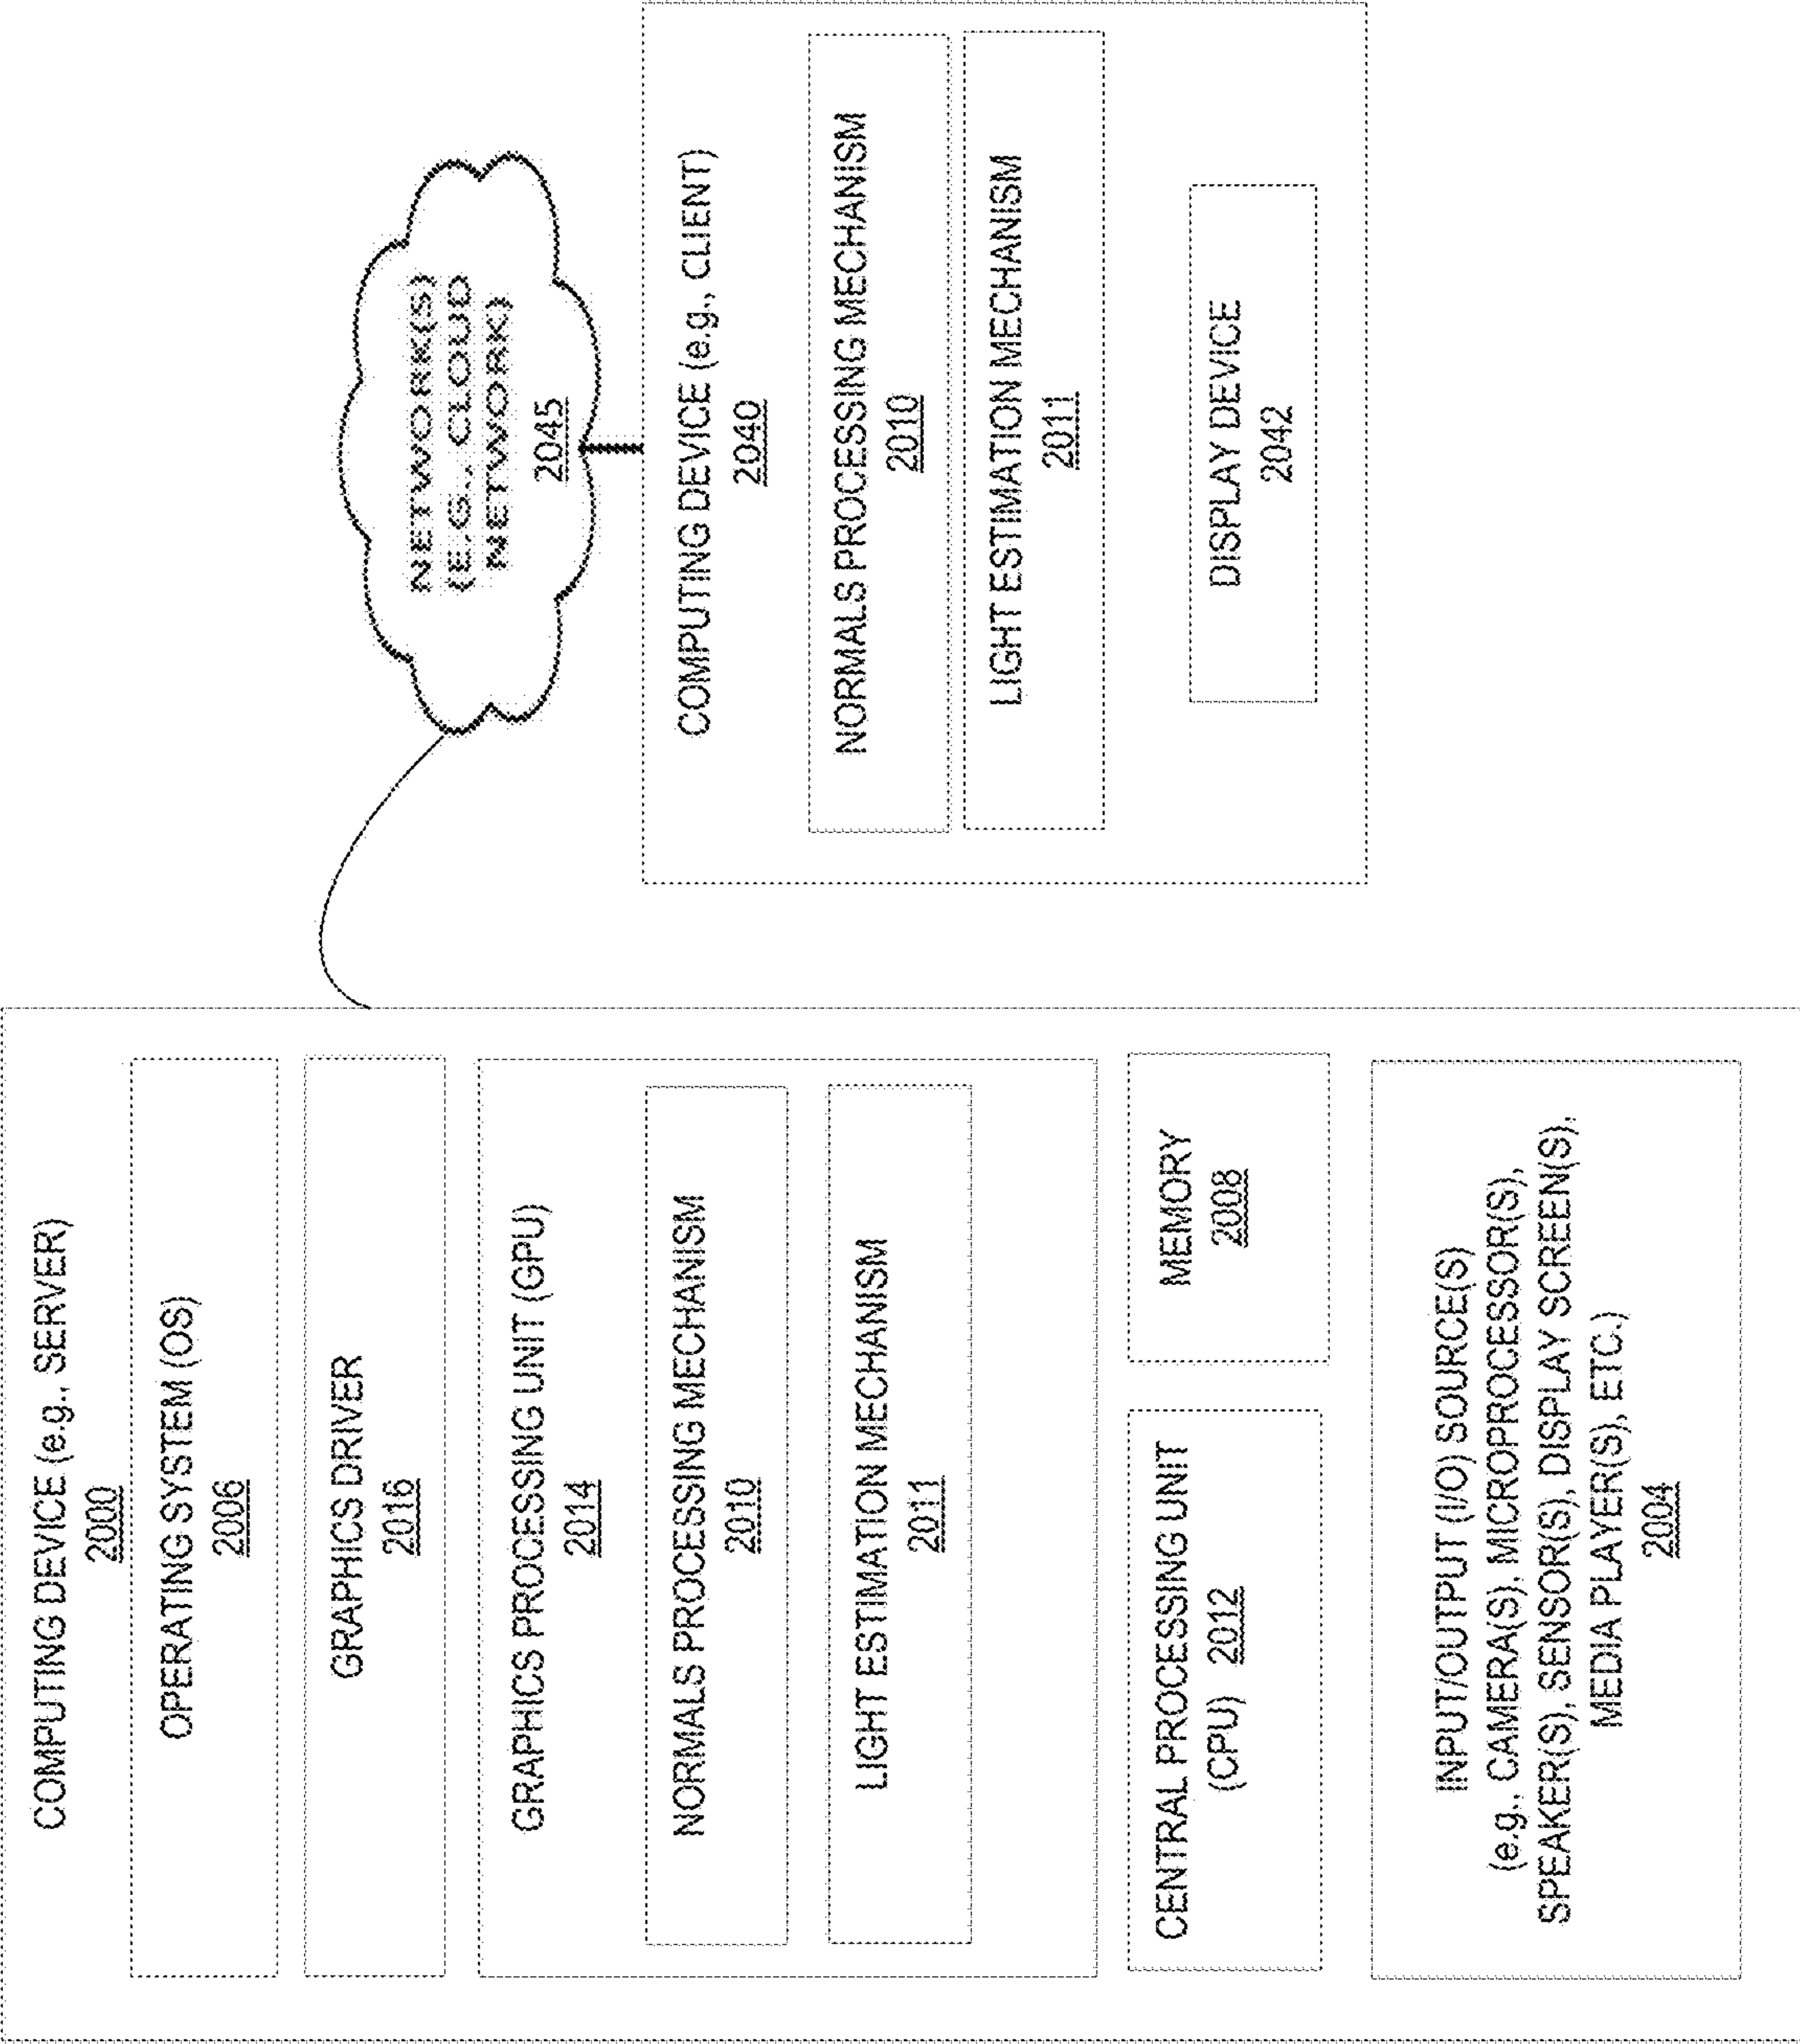 COMPUTING DEVICE (e.g., SERVER)
2000
OPERATING SYSTEM (OS)
2006
GRAPHICS DRIVER
2016
GRAPHICS PROCESSING UNIT (GPU)
2014
NORMALS PROCESSING MECHANISM
2010
LIGHT ESTIMATION MECHANISM
2011
CENTRAL PROCESSING UNIT
(CPU) 2012
MEMORY
2008
INPUT/OUTPUT (I/O) SOURCE(S)
(e.g., CAMERA(S), MICROPROCESSOR(S),
SPEAKER(S), SENSOR(S), DISPLAY SCREEN(S),
MEDIA PLAYER(S), ETC.)
2004
NETWORK(S)
(E.G., CLOUD
NETWORK)
2045
COMPUTING DEVICE (e.g., CLIENT)
2040
NORMALS PROCESSING MECHANISM
2010
LIGHT ESTIMATION MECHANISM
2011
DISPLAY DEVICE
2042